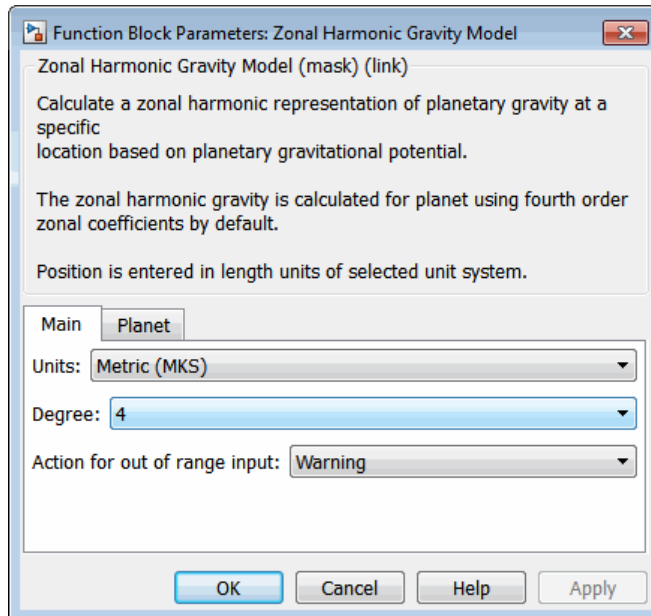 Function Block Parameters: Zonal Harmonic Gravity Model
Zonal Harmonic Gravity Model (mask) (link)
Calculate a zonal harmonic representation of planetary gravity at a
specific
location based on planetary gravitational potential.
The zonal harmonic gravity is calculated for planet using fourth order
zonal coefficients by default.
Position is entered in length units of selected unit system.
Main Planet
Units: Metric (MKS)
Degree: 4
Action for out of range input: Warning
OK Cancel Help Apply